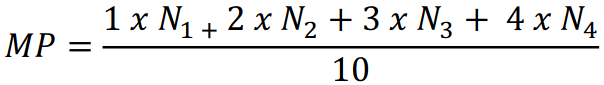 MP = (1 x N₁ + 2 x N₂ + 3 x N₃ + 4 x N₄) / 10